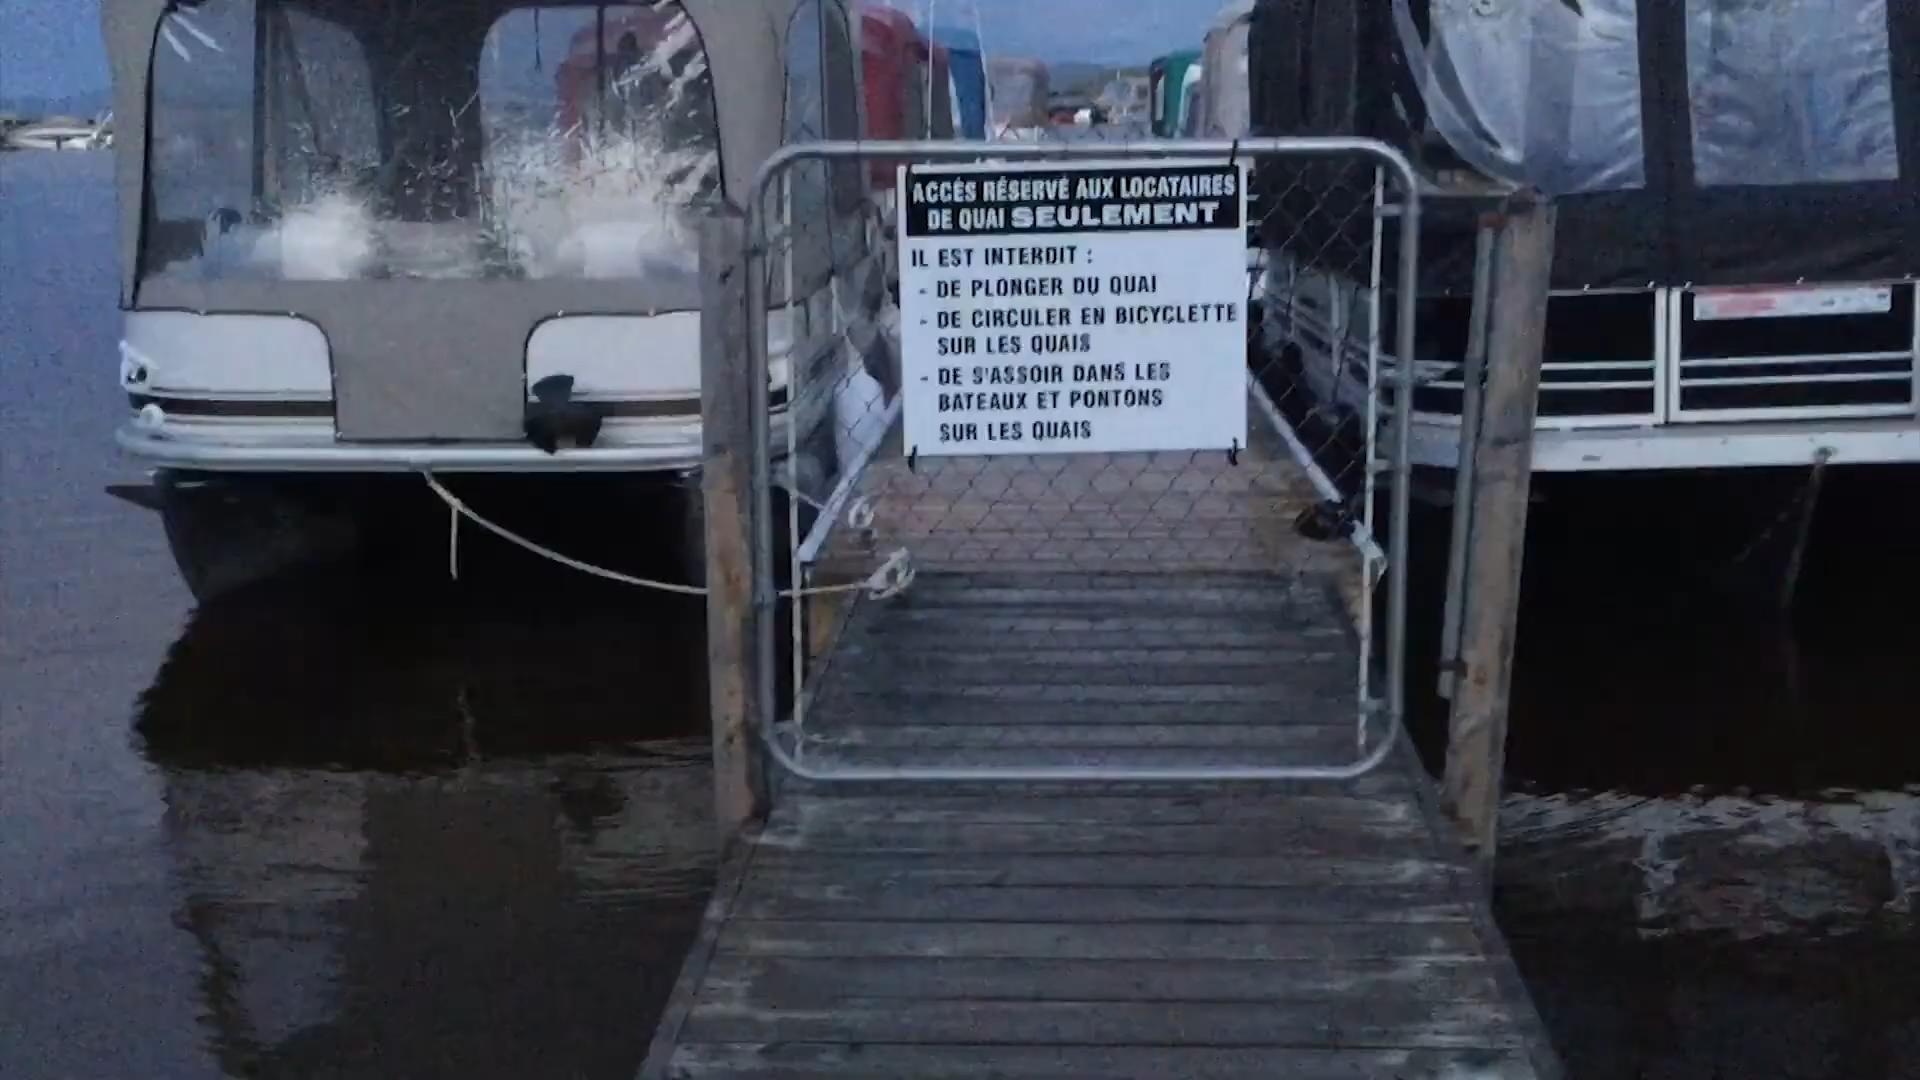 ACCÉS RÉSERVÉ AUX LOCATAIRES
DE QUAI SEULEMENT
IL EST INTERDIT :
- DE PLONGER DU QUAI
- DE CIRCULER EN BICYCLETTE
SUR LES QUAIS
- DE S'ASSOIR DANS LES
BATEAUX ET PONTONS
SUR LES QUAIS